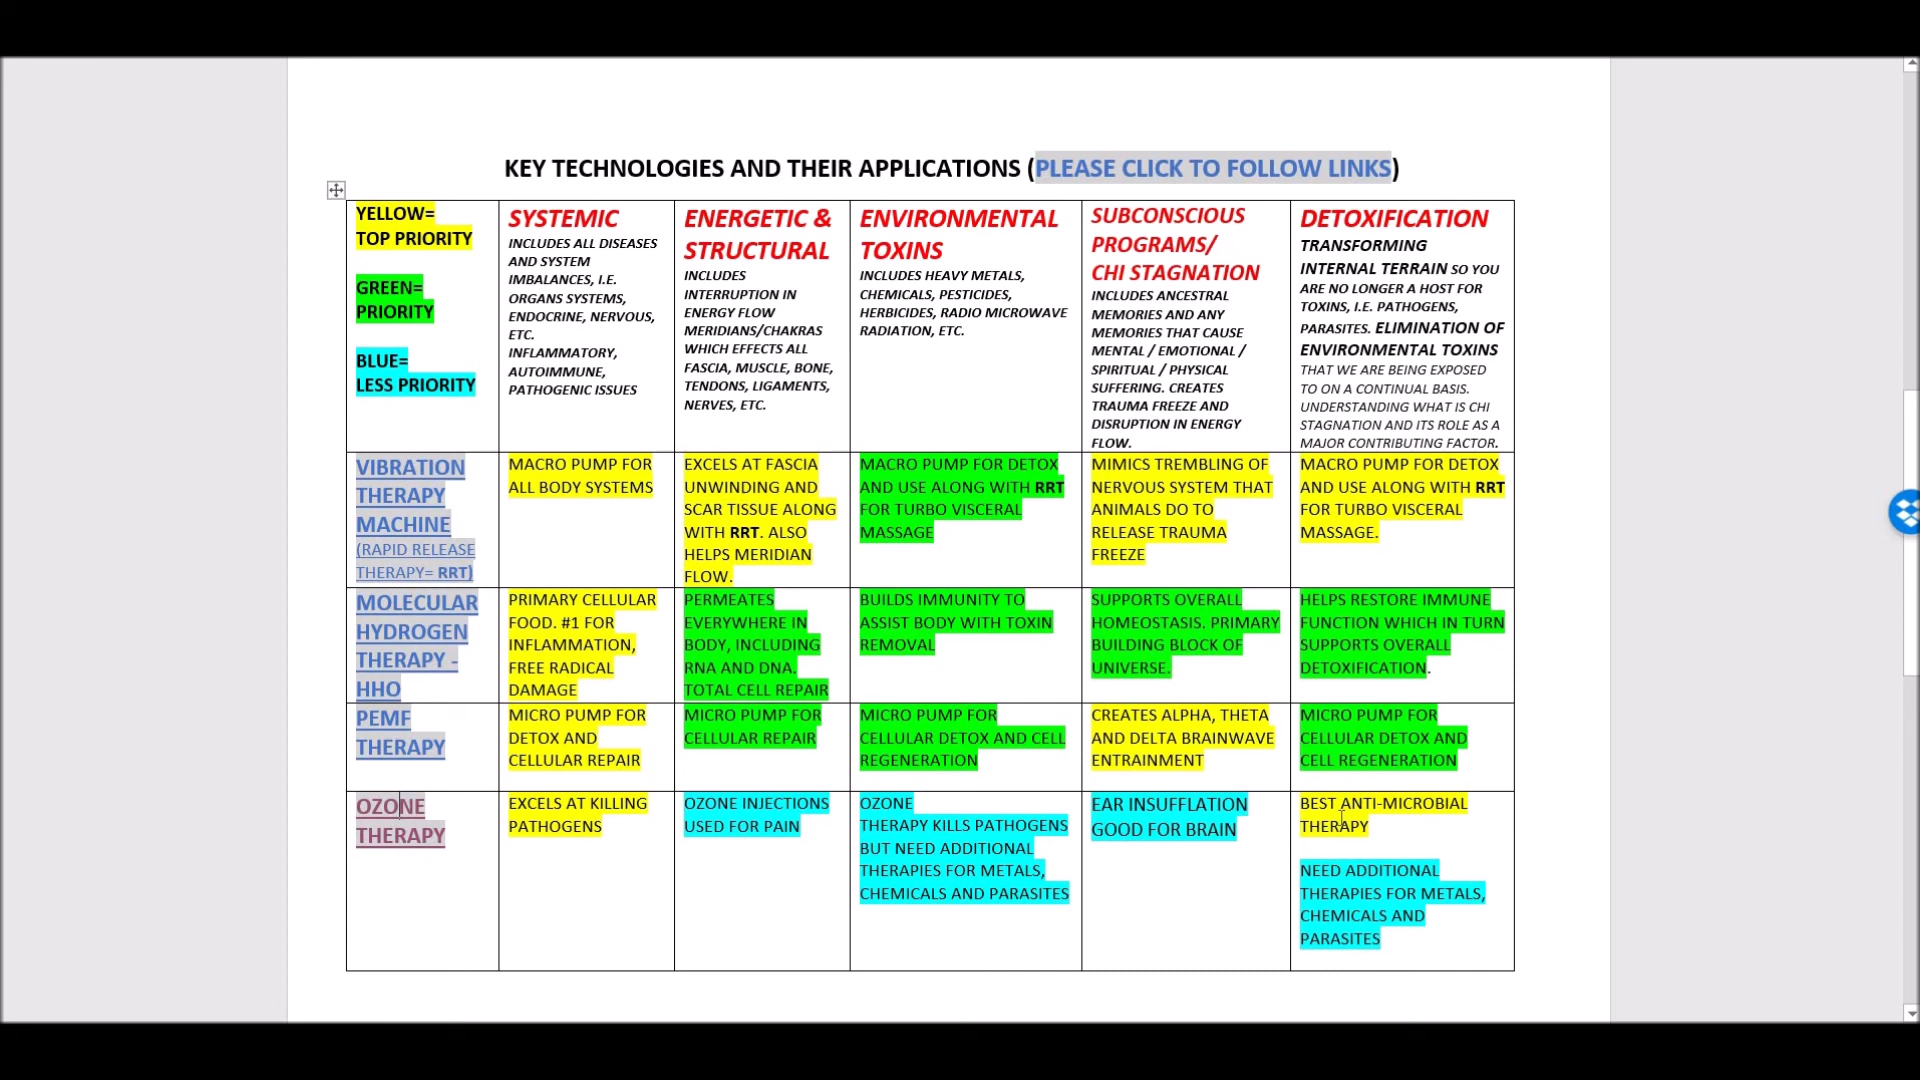 KEY TECHNOLOGIES AND THEIR APPLICATIONS (PLEASE CLICK TO FOLLOW LINKS)
YELLOW=
TOP PRIORITY
GREEN=
PRIORITY
BLUE=
LESS PRIORITY
SYSTEMIC
INCLUDES ALL DISEASES
AND SYSTEM
IMBALANCES, I.E.
ORGANS SYSTEMS,
ENDOCRINE, NERVOUS,
ETC.
INFLAMMATORY,
AUTOIMMUNE,
PATHOGENIC ISSUES
ENERGETIC &
STRUCTURAL
INCLUDES
INTERRUPTION IN
ENERGY FLOW
MERIDIANS/CHAKRAS
WHICH EFFECTS ALL
FASCIA, MUSCLE, BONE,
TENDONS, LIGAMENTS,
NERVES, ETC.
ENVIRONMENTAL
TOXINS
INCLUDES HEAVY METALS,
CHEMICALS, PESTICIDES,
HERBICIDES, RADIO MICROWAVE
RADIATION, ETC.
SUBCONSCIOUS
PROGRAMS/
CHI STAGNATION
INCLUDES ANCESTRAL
MEMORIES AND ANY
MEMORIES THAT CAUSE
MENTAL / EMOTIONAL /
SPIRITUAL / PHYSICAL
SUFFERING. CREATES
TRAUMA FREEZE AND
DISRUPTION IN ENERGY
FLOW.
DETOXIFICATION
TRANSFORMING
INTERNAL TERRAIN SO YOU
ARE NO LONGER A HOST FOR
TOXINS, I.E. PATHOGENS,
PARASITES. ELIMINATION OF
ENVIRONMENTAL TOXINS
THAT WE ARE BEING EXPOSED
TO ON A CONTINUAL BASIS.
UNDERSTANDING WHAT IS CHI
STAGNATION AND ITS ROLE AS A
MAJOR CONTRIBUTING FACTOR.
VIBRATION
THERAPY
MACHINE
(RAPID RELEASE
THERAPY= RRT)
MACRO PUMP FOR
ALL BODY SYSTEMS
EXCELS AT FASCIA
UNWINDING AND
SCAR TISSUE ALONG
WITH RRT. ALSO
HELPS MERIDIAN
FLOW.
MACRO PUMP FOR DETOX
AND USE ALONG WITH RRT
FOR TURBO VISCERAL
MASSAGE
MIMICS TREMBLING OF
NERVOUS SYSTEM THAT
ANIMALS DO TO
RELEASE TRAUMA
FREEZE
MACRO PUMP FOR DETOX
AND USE ALONG WITH RRT
FOR TURBO VISCERAL
MASSAGE.
MOLECULAR
HYDROGEN
THERAPY -
HHO
PRIMARY CELLULAR
FOOD. #1 FOR
INFLAMMATION,
FREE RADICAL
DAMAGE
PERMEATES
EVERYWHERE IN
BODY, INCLUDING
RNA AND DNA.
TOTAL CELL REPAIR
BUILDS IMMUNITY TO
ASSIST BODY WITH TOXIN
REMOVAL
SUPPORTS OVERALL
HOMEOSTASIS. PRIMARY
BUILDING BLOCK OF
UNIVERSE.
HELPS RESTORE IMMUNE
FUNCTION WHICH IN TURN
SUPPORTS OVERALL
DETOXIFICATION.
PEMF
THERAPY
MICRO PUMP FOR
DETOX AND
CELLULAR REPAIR
MICRO PUMP FOR
CELLULAR REPAIR
MICRO PUMP FOR
CELLULAR DETOX AND CELL
REGENERATION
CREATES ALPHA, THETA
AND DELTA BRAINWAVE
ENTRAINMENT
MICRO PUMP FOR
CELLULAR DETOX AND
CELL REGENERATION
OZONE
THERAPY
EXCELS AT KILLING
PATHOGENS
OZONE INJECTIONS
USED FOR PAIN
OZONE
THERAPY KILLS PATHOGENS
BUT NEED ADDITIONAL
THERAPIES FOR METALS,
CHEMICALS AND PARASITES
EAR INSUFFLATION
GOOD FOR BRAIN
BEST ANTI-MICROBIAL
THERAPY
NEED ADDITIONAL
THERAPIES FOR METALS,
CHEMICALS AND
PARASITES